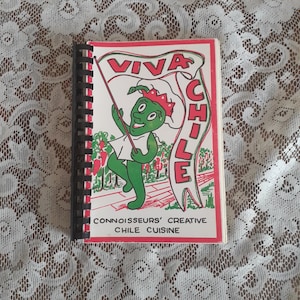 VIVA
CHILE
CONNOISSEURS' CREATIVE
CHILE CUISINE